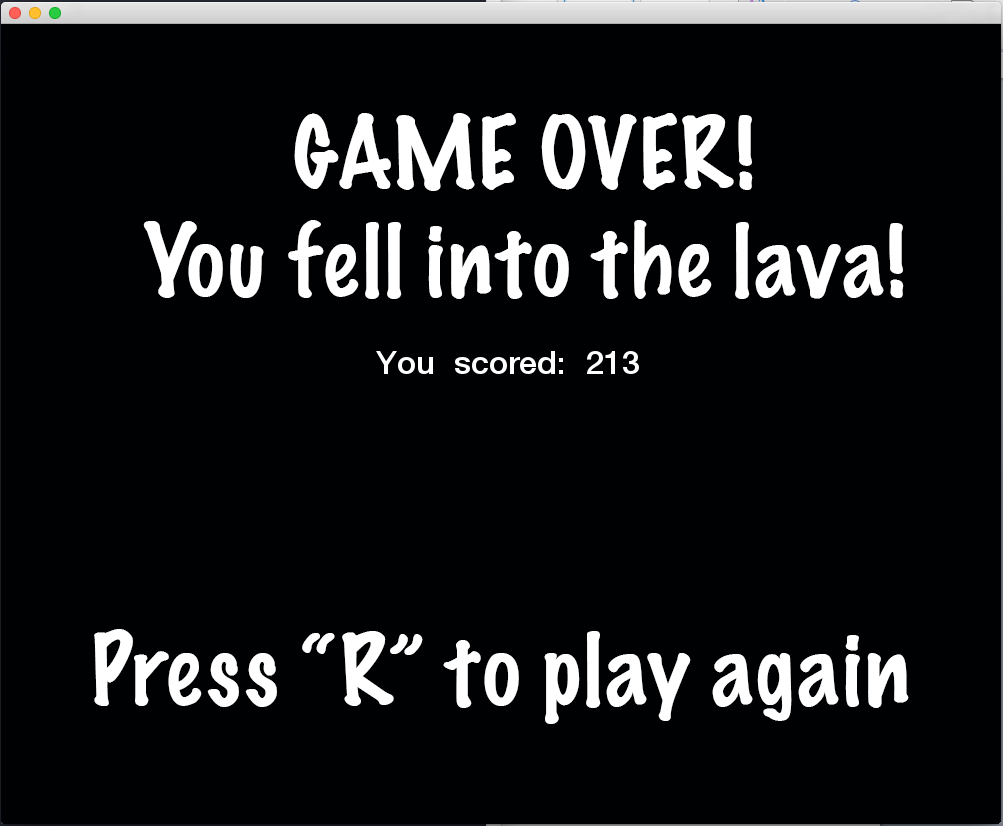 GAME OVER!
You fell into the lava!
You scored: 213
Press “R” to play again